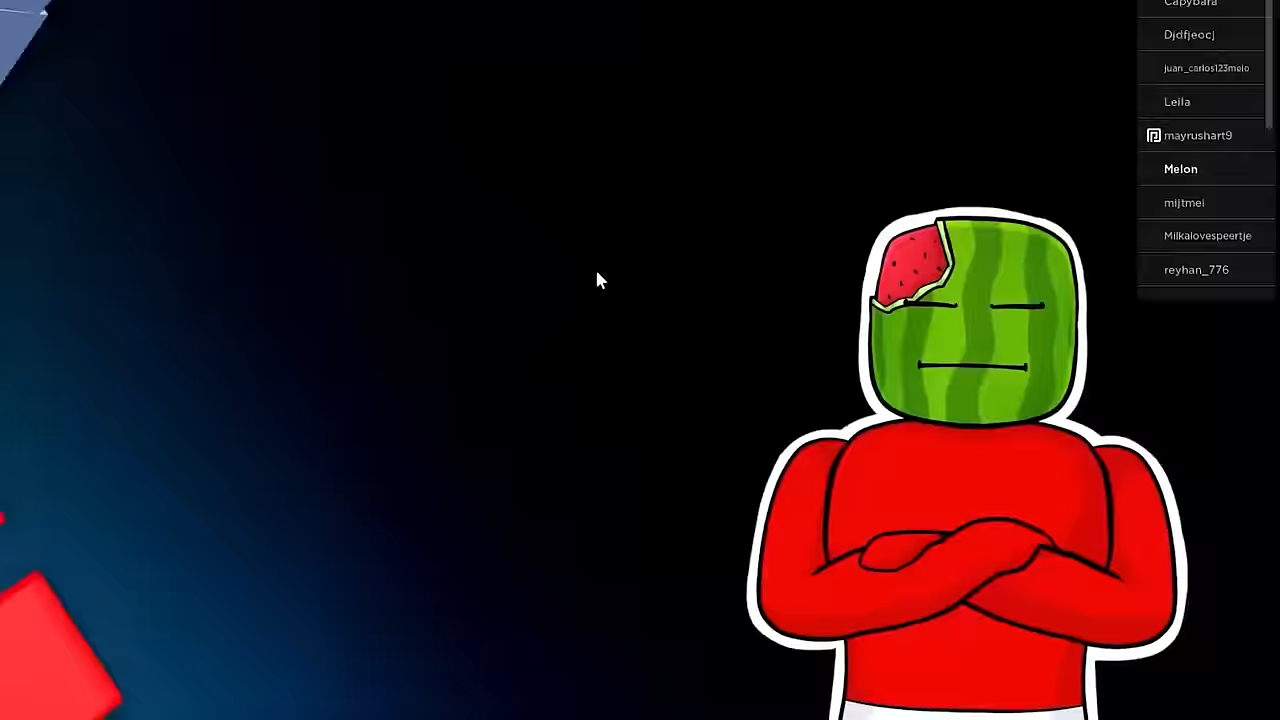 Capybara
Djdfjeocj
juan_carlos123melo
Leila
mayrushart9
Melon
mijtmei
Milkalovespeertje
reyhan_776